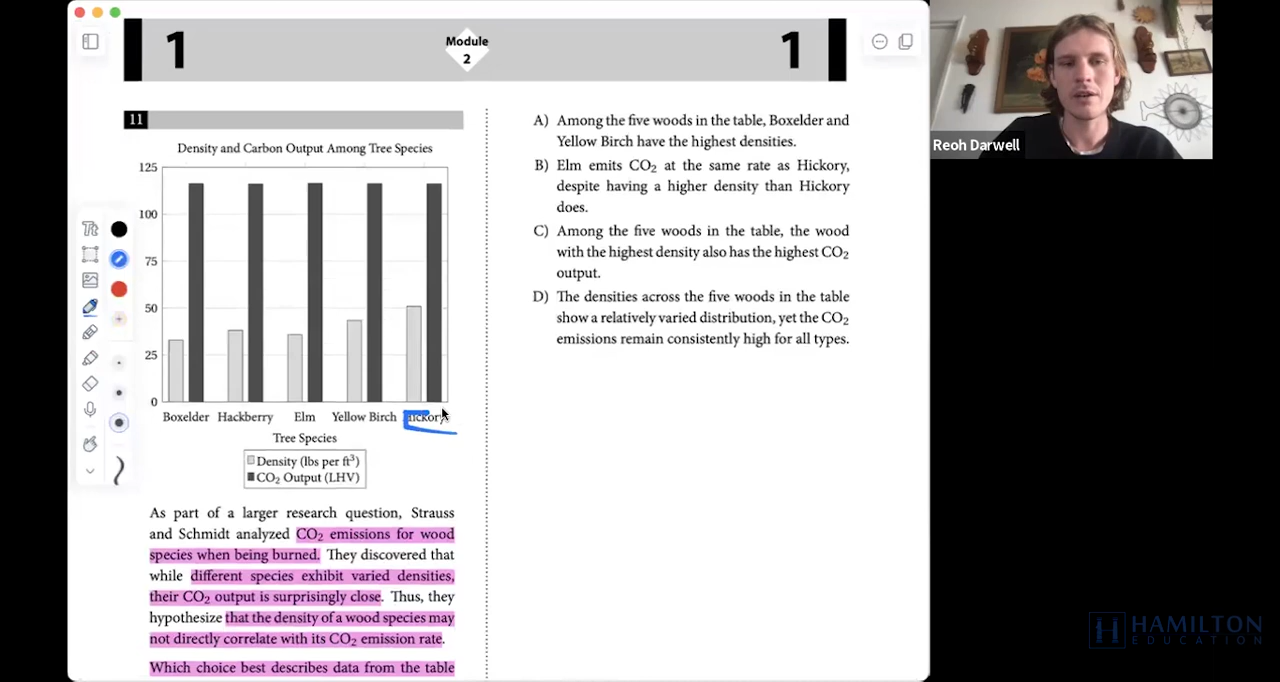 1
Module
2
1
11
Density and Carbon Output Among Tree Species
125
100
75
50
25
0
Boxelder Hackberry Elm Yellow Birch Hickory
Tree Species
Density (lbs per ft³)
CO₂ Output (LHV)
As part of a larger research question, Strauss
and Schmidt analyzed CO₂ emissions for wood
species when being burned. They discovered that
while different species exhibit varied densities,
their CO₂ output is surprisingly close. Thus, they
hypothesize that the density of a wood species may
not directly correlate with its CO₂ emission rate.
Which choice best describes data from the table
A) Among the five woods in the table, Boxelder and
Yellow Birch have the highest densities.
B) Elm emits CO₂ at the same rate as Hickory,
despite having a higher density than Hickory
does.
C) Among the five woods in the table, the wood
with the highest density also has the highest CO₂
output.
D) The densities across the five woods in the table
show a relatively varied distribution, yet the CO₂
emissions remain consistently high for all types.
Tt
Reoh Darwell
HAMILTON
EDUCATION